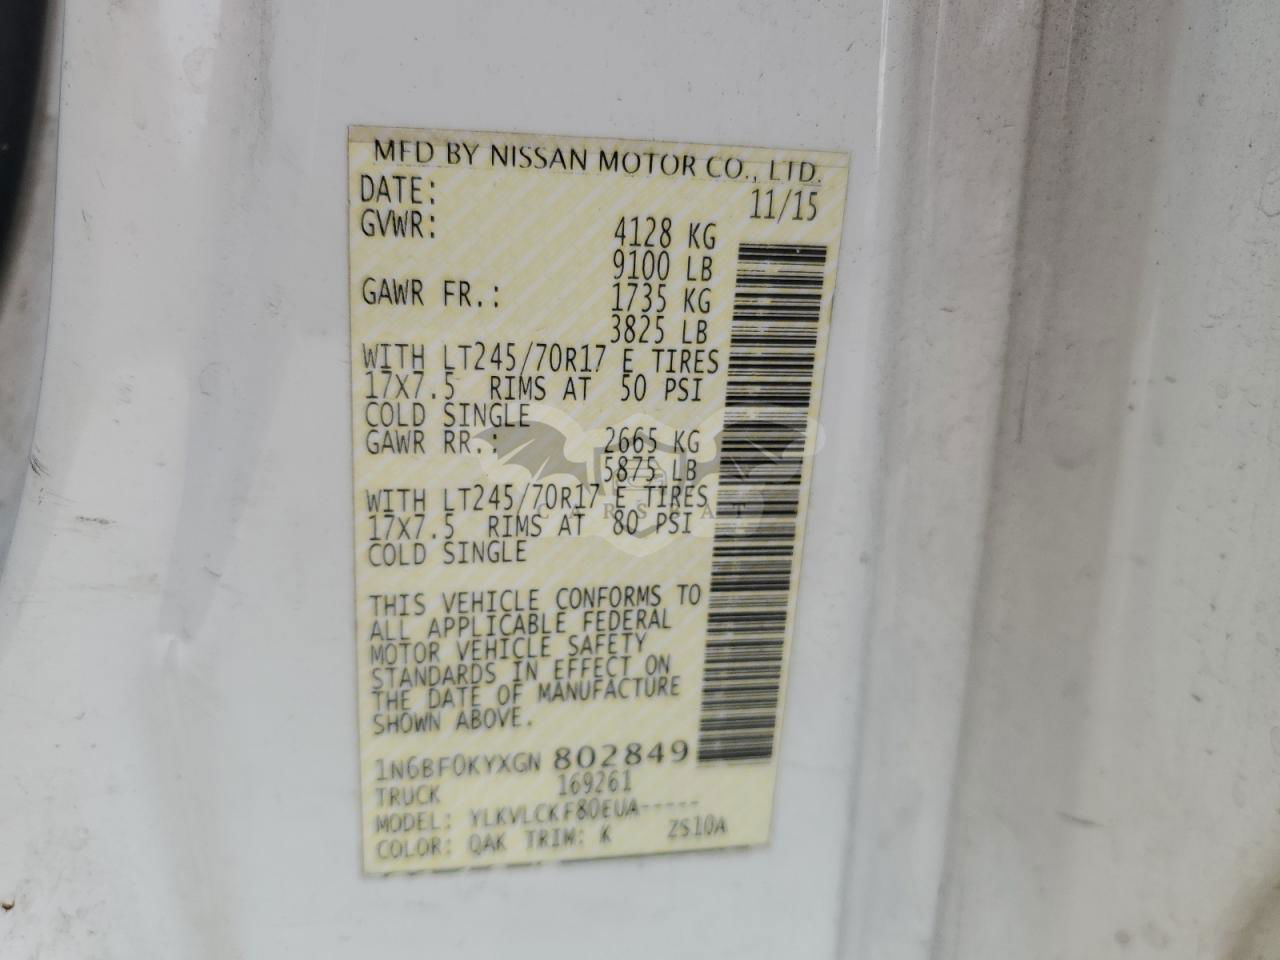 MFD BY NISSAN MOTOR CO., LTD.
DATE: 11/15
GVWR: 4128 KG
9100 LB
GAWR FR.: 1735 KG
3825 LB
WITH LT245/70R17 E TIRES
17X7.5 RIMS AT 50 PSI
COLD SINGLE
GAWR RR.: 2665 KG
5875 LB
WITH LT245/70R17 E TIRES
17X7.5 RIMS AT 80 PSI
COLD SINGLE
CARSBAT
THIS VEHICLE CONFORMS TO
ALL APPLICABLE FEDERAL
MOTOR VEHICLE SAFETY
STANDARDS IN EFFECT ON
THE DATE OF MANUFACTURE
SHOWN ABOVE.
1N6BF0KYXGN 802849
TRUCK 169261
MODEL: YLKVLCKF80EUA-----
COLOR: QAK TRIM: K ZS10A